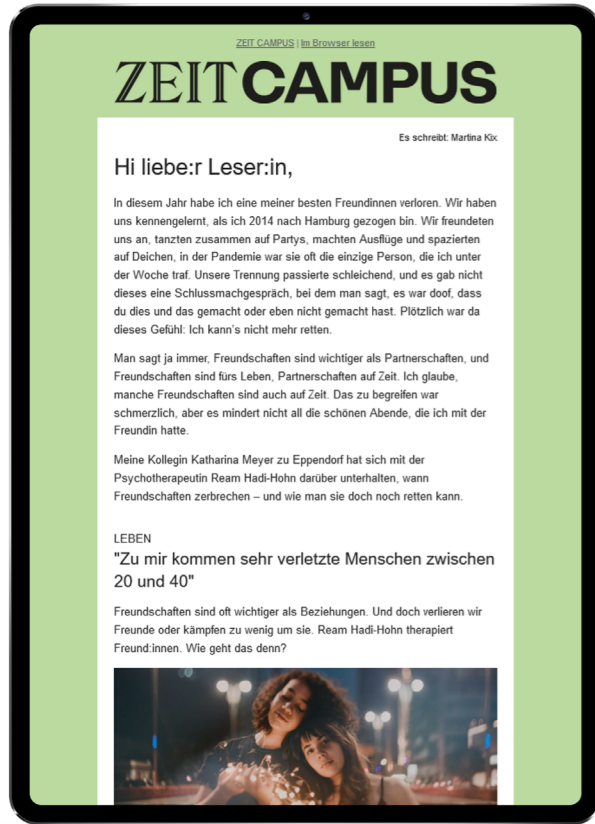 ZEIT CAMPUS | Im Browser lesen
ZEIT CAMPUS
Es schreibt: Martina Kix
Hi liebe:r Leser:in,
In diesem Jahr habe ich eine meiner besten Freundinnen verloren. Wir haben
uns kennengelernt, als ich 2014 nach Hamburg gezogen bin. Wir freundeten
uns an, tanzten zusammen auf Partys, machten Ausflüge und spazierten
auf Deichen, in der Pandemie war sie oft die einzige Person, die ich unter
der Woche traf. Unsere Trennung passierte schleichend, und es gab nicht
dieses eine Schlussmachgespräch, bei dem man sagt, es war doof, dass
du dies und das gemacht oder eben nicht gemacht hast. Plötzlich war da
dieses Gefühl: Ich kann's nicht mehr retten.
Man sagt ja immer, Freundschaften sind wichtiger als Partnerschaften, und
Freundschaften sind fürs Leben, Partnerschaften auf Zeit. Ich glaube,
manche Freundschaften sind auch auf Zeit. Das zu begreifen war
schmerzlich, aber es mindert nicht all die schönen Abende, die ich mit der
Freundin hatte.
Meine Kollegin Katharina Meyer zu Eppendorf hat sich mit der
Psychotherapeutin Ream Hadi-Hohn darüber unterhalten, wann
Freundschaften zerbrechen – und wie man sie doch noch retten kann.
LEBEN
"Zu mir kommen sehr verletzte Menschen zwischen
20 und 40"
Freundschaften sind oft wichtiger als Beziehungen. Und doch verlieren wir
Freunde oder kämpfen zu wenig um sie. Ream Hadi-Hohn therapiert
Freund:innen. Wie geht das denn?